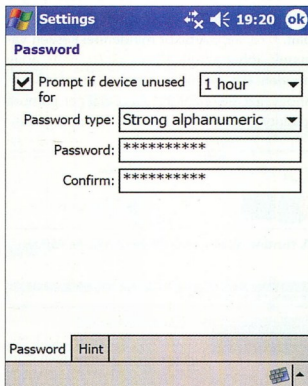 Settings 19:20 ok
Password
Prompt if device unused for 1 hour
Password type: Strong alphanumeric
Password: **********
Confirm: **********
Password Hint